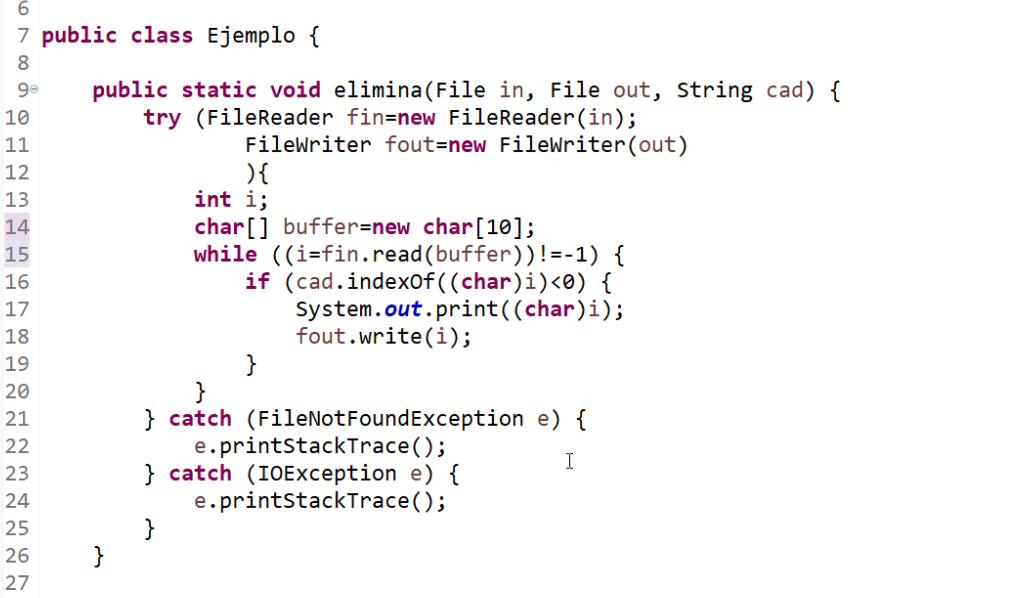 6
7 public class Ejemplo {
8
9 public static void elimina(File in, File out, String cad) {
10 try (FileReader fin=new FileReader(in);
11 FileWriter fout=new FileWriter(out)
12 ){
13 int i;
14 char[] buffer=new char[10];
15 while ((i=fin.read(buffer))!=-1) {
16 if (cad.indexOf((char)i)<0) {
17 System.out.print((char)i);
18 fout.write(i);
19 }
20 }
21 } catch (FileNotFoundException e) {
22 e.printStackTrace();
23 } catch (IOException e) {
24 e.printStackTrace();
25 }
26 }
27